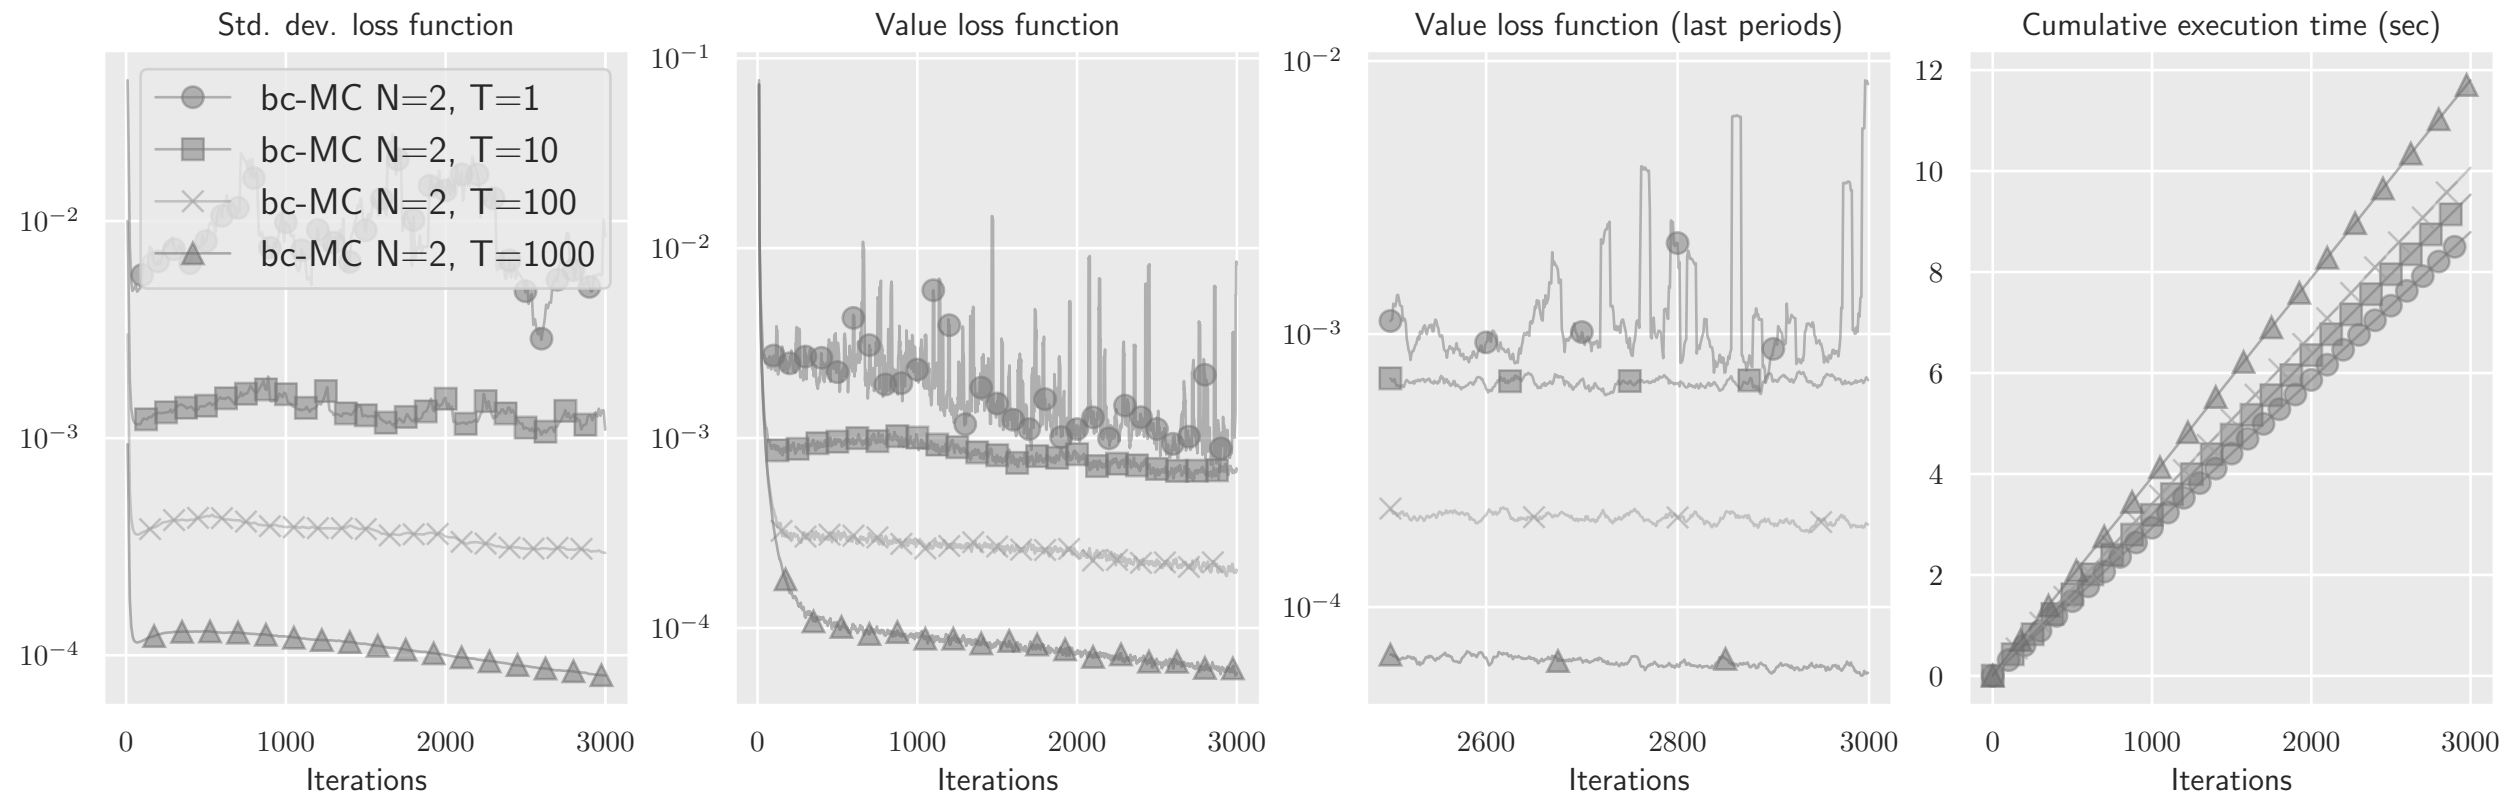 Std. dev. loss function
bc-MC N=2, T=1
bc-MC N=2, T=10
bc-MC N=2, T=100
bc-MC N=2, T=1000
10⁻²
10⁻³
10⁻⁴
0 1000 2000 3000
Iterations
Value loss function
10⁻¹
10⁻²
10⁻³
10⁻⁴
0 1000 2000 3000
Iterations
Value loss function (last periods)
10⁻²
10⁻³
10⁻⁴
2600 2800 3000
Iterations
Cumulative execution time (sec)
12
10
8
6
4
2
0
0 1000 2000 3000
Iterations